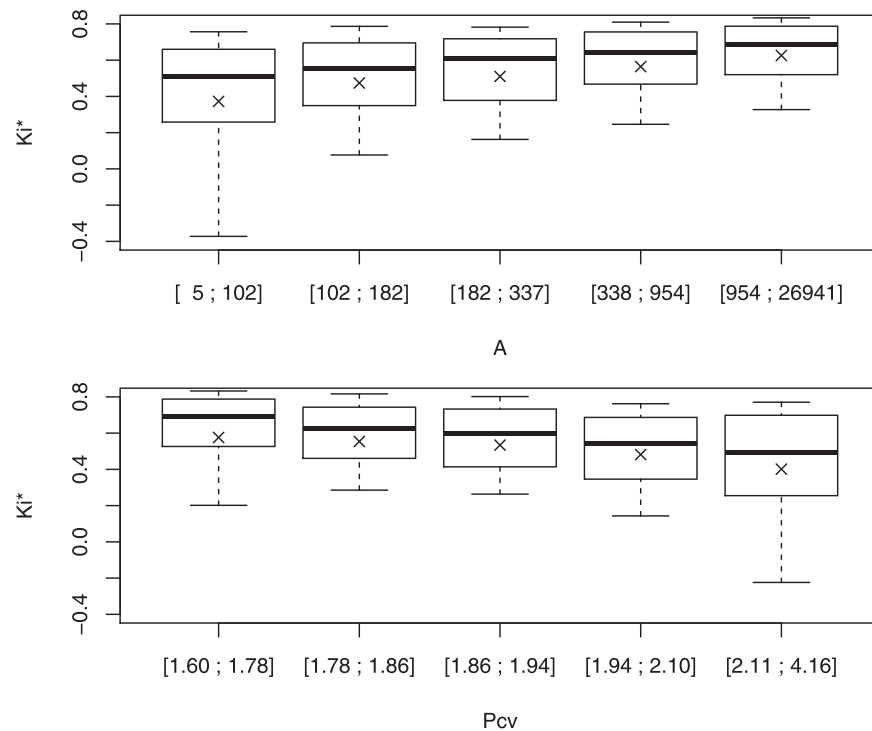 Ki*
0.8
0.4
0.0
−0.4
[ 5 ; 102] [102 ; 182] [182 ; 337] [338 ; 954] [954 ; 26941]
A
Ki*
0.8
0.4
0.0
−0.4
[1.60 ; 1.78] [1.78 ; 1.86] [1.86 ; 1.94] [1.94 ; 2.10] [2.11 ; 4.16]
Pcv